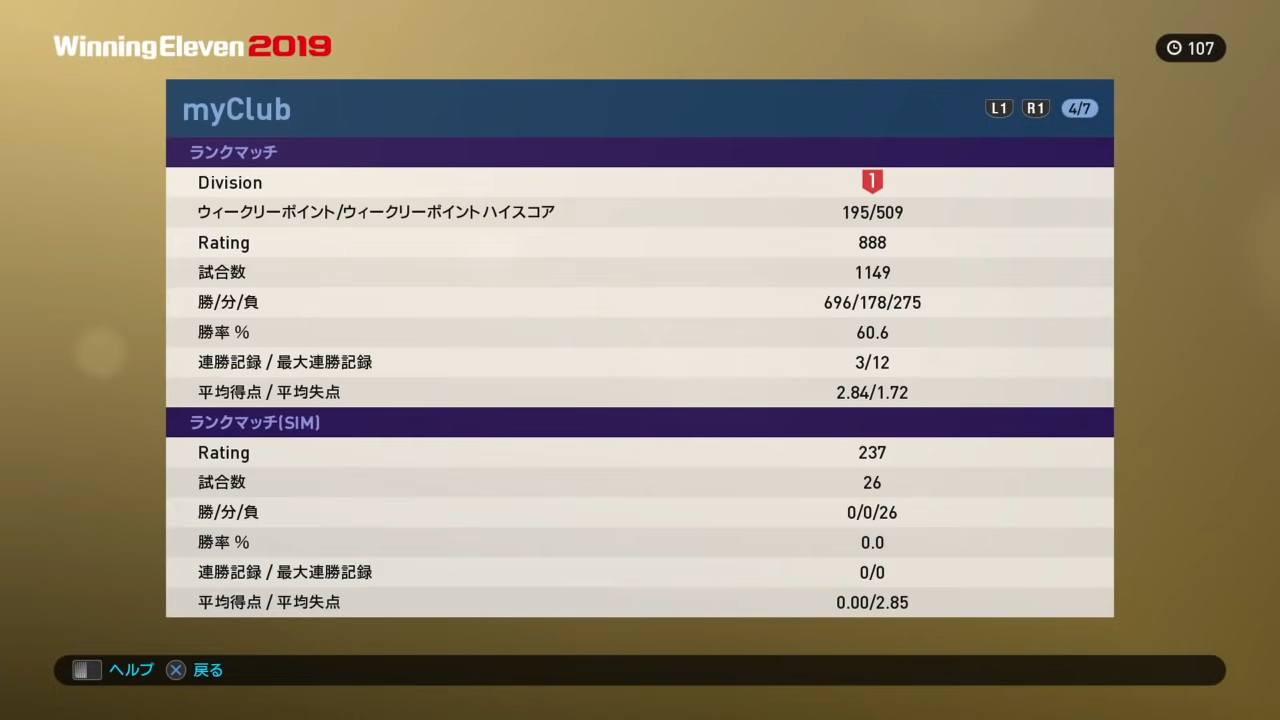 Winning Eleven 2019
107
myClub
L1 R1 4/7
ランクマッチ
Division 1
ウィークリーポイント/ウィークリーポイントハイスコア 195/509
Rating 888
試合数 1149
勝/分/負 696/178/275
勝率 % 60.6
連勝記録 / 最大連勝記録 3/12
平均得点 / 平均失点 2.84/1.72
ランクマッチ(SIM)
Rating 237
試合数 26
勝/分/負 0/0/26
勝率 % 0.0
連勝記録 / 最大連勝記録 0/0
平均得点 / 平均失点 0.00/2.85
ヘルプ 戻る